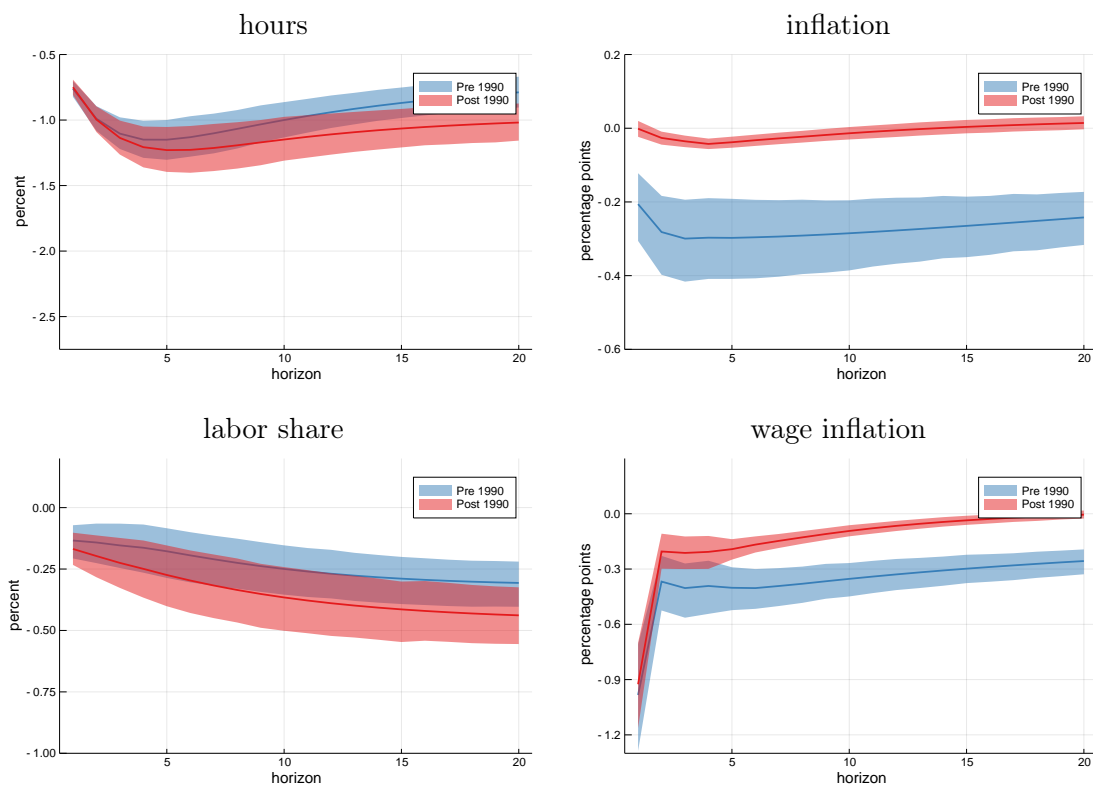 hours
- 0.5
- 1.0
- 1.5
- 2.0
- 2.5
percent
5
10
15
20
horizon
Pre 1990
Post 1990
inflation
0.2
0.0
- 0.2
- 0.4
- 0.6
percentage points
5
10
15
20
horizon
Pre 1990
Post 1990
labor share
0.00
- 0.25
- 0.50
- 0.75
- 1.00
percent
5
10
15
20
horizon
Pre 1990
Post 1990
wage inflation
0.0
- 0.3
- 0.6
- 0.9
- 1.2
percentage points
5
10
15
20
horizon
Pre 1990
Post 1990